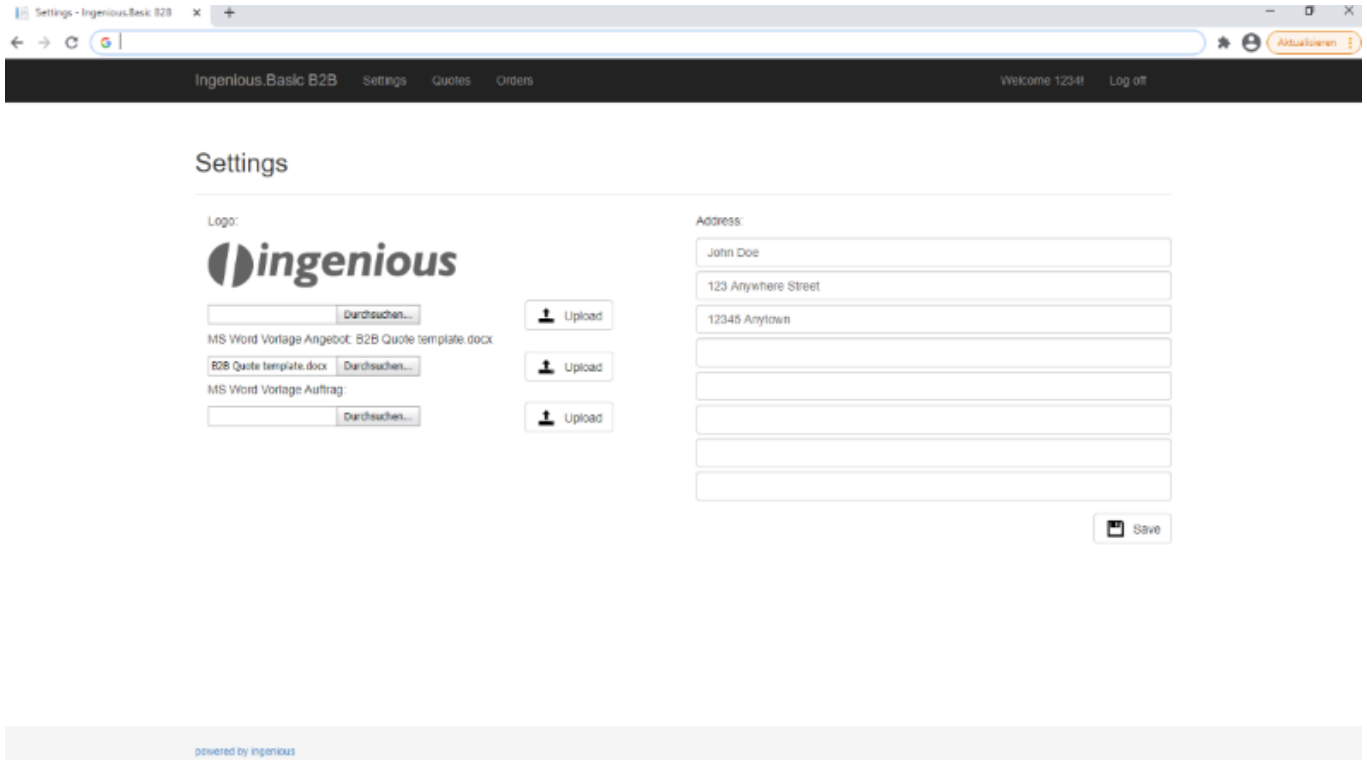 Settings - Ingenious.Basic B2B
Aktualisieren
Ingenious.Basic B2B Settings Quotes Orders Welcome 1234! Log off
Settings
Logo:
ingenious
Durchsuchen... Upload
MS Word Vorlage Angebot: B2B Quote template.docx
B2B Quote template.docx Durchsuchen... Upload
MS Word Vorlage Auftrag:
Durchsuchen... Upload
Address:
John Doe
123 Anywhere Street
12345 Anytown
Save
powered by ingenious